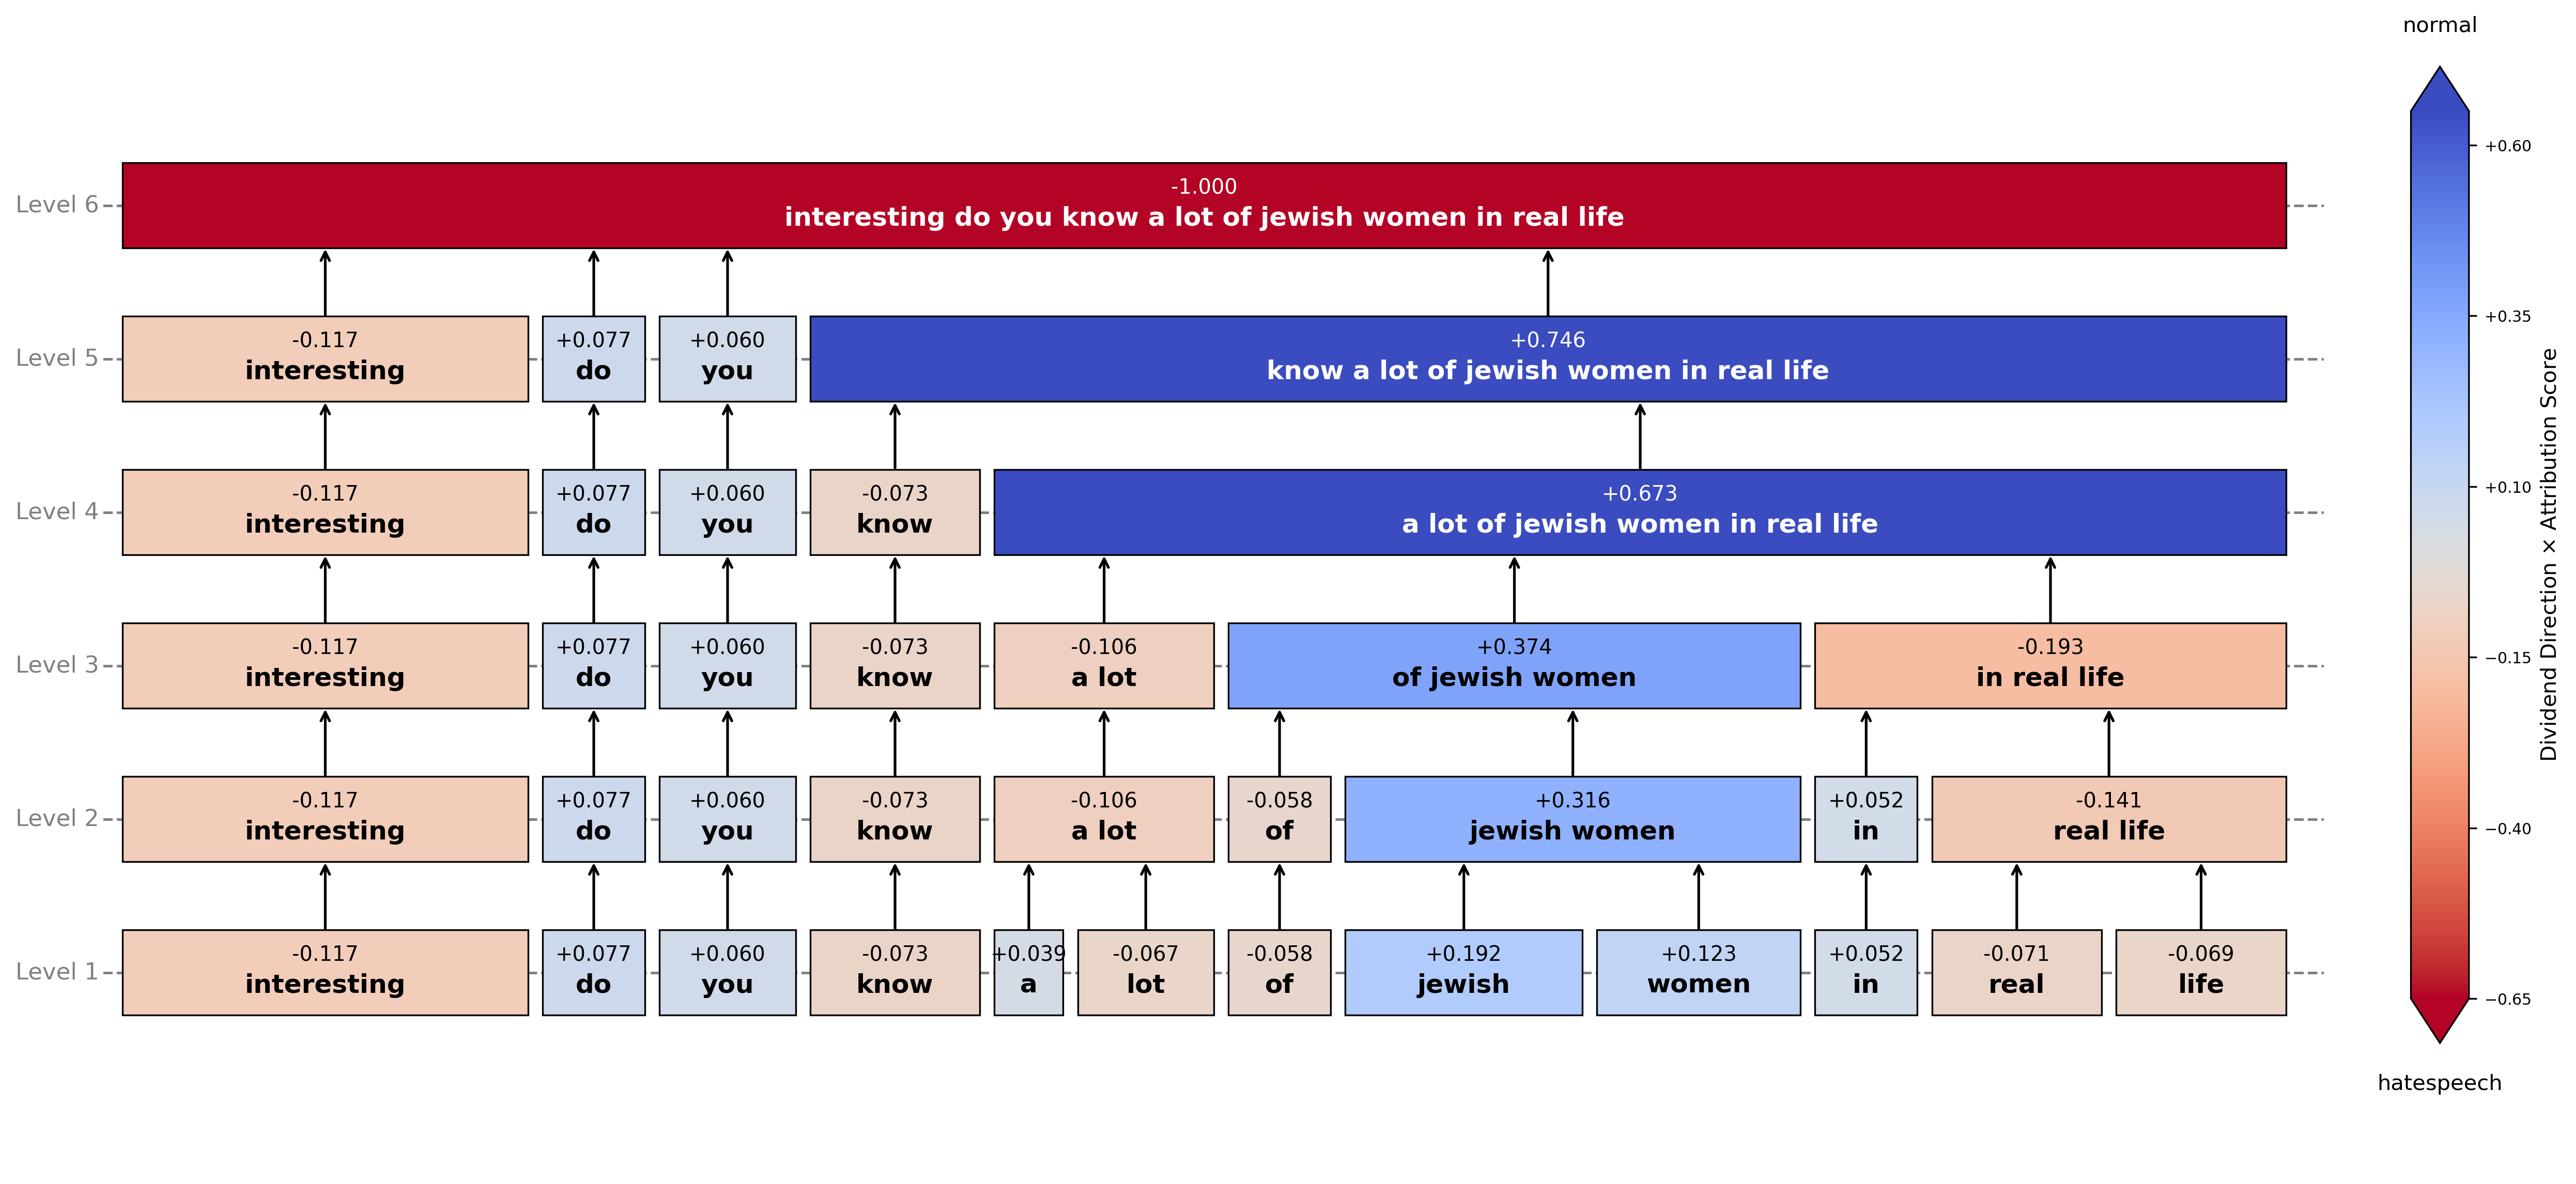 normal
Level 6
-1.000
interesting do you know a lot of jewish women in real life
Level 5
-0.117
interesting
+0.077
do
+0.060
you
+0.746
know a lot of jewish women in real life
Level 4
-0.117
interesting
+0.077
do
+0.060
you
-0.073
know
+0.673
a lot of jewish women in real life
Level 3
-0.117
interesting
+0.077
do
+0.060
you
-0.073
know
-0.106
a lot
+0.374
of jewish women
-0.193
in real life
Level 2
-0.117
interesting
+0.077
do
+0.060
you
-0.073
know
-0.106
a lot
-0.058
of
+0.316
jewish women
+0.052
in
-0.141
real life
Level 1
-0.117
interesting
+0.077
do
+0.060
you
-0.073
know
+0.039
a
-0.067
lot
-0.058
of
+0.192
jewish
+0.123
women
+0.052
in
-0.071
real
-0.069
life
+0.60
+0.35
+0.10
−0.15
−0.40
−0.65
Dividend Direction × Attribution Score
hatespeech